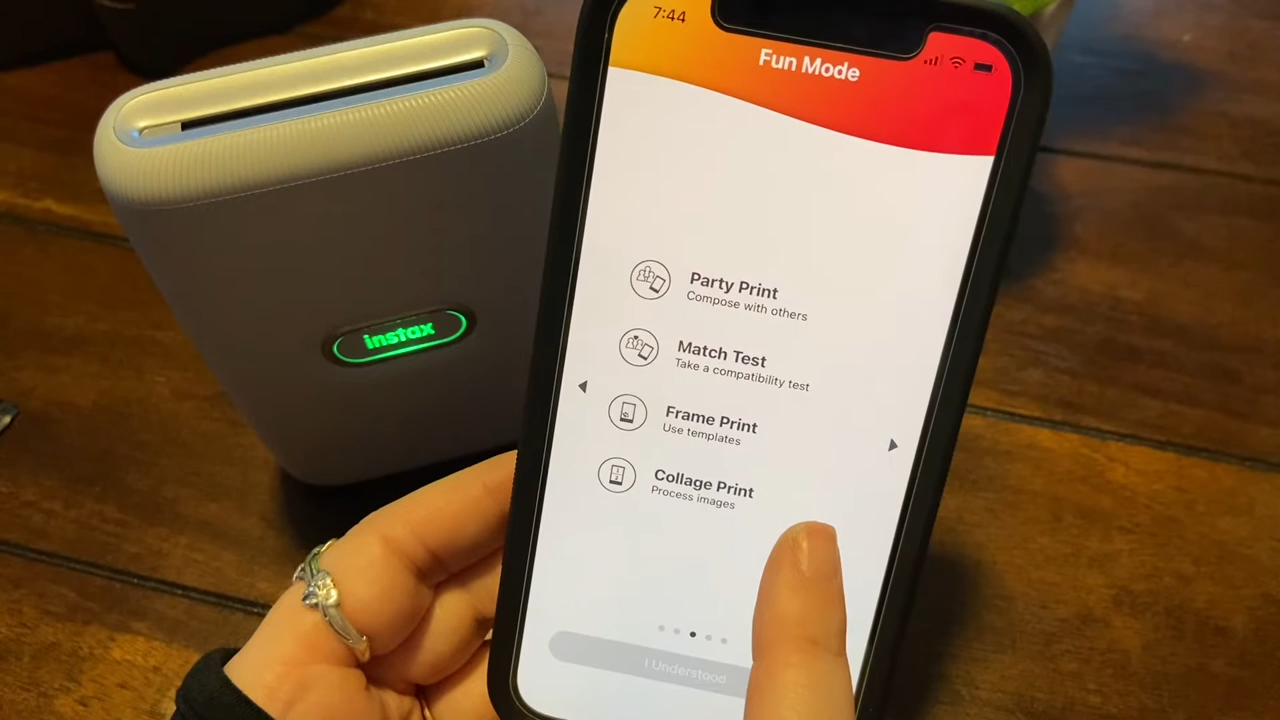 7:44
Fun Mode
instax
Party Print
Compose with others
Match Test
Take a compatibility test
Frame Print
Use templates
Collage Print
Process images
I Understood